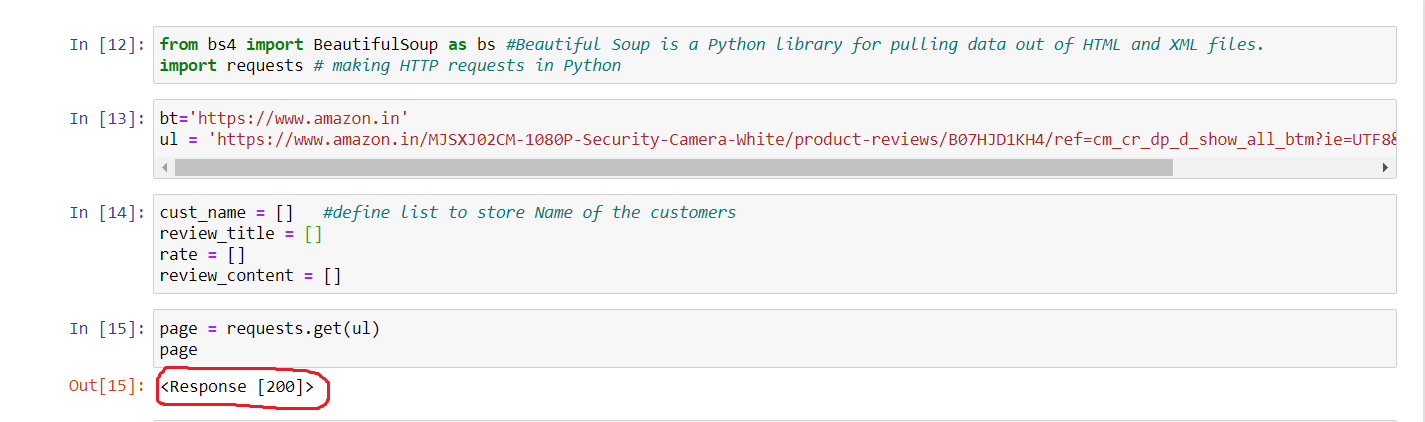 In [12]: from bs4 import BeautifulSoup as bs #Beautiful Soup is a Python library for pulling data out of HTML and XML files.
import requests # making HTTP requests in Python
In [13]: bt='https://www.amazon.in'
ul = 'https://www.amazon.in/MJSXJ02CM-1080P-Security-Camera-White/product-reviews/B07HJD1KH4/ref=cm_cr_dp_d_show_all_btm?ie=UTF8&
In [14]: cust_name = []   #define list to store Name of the customers
review_title = []
rate = []
review_content = []
In [15]: page = requests.get(ul)
page
Out[15]: <Response [200]>